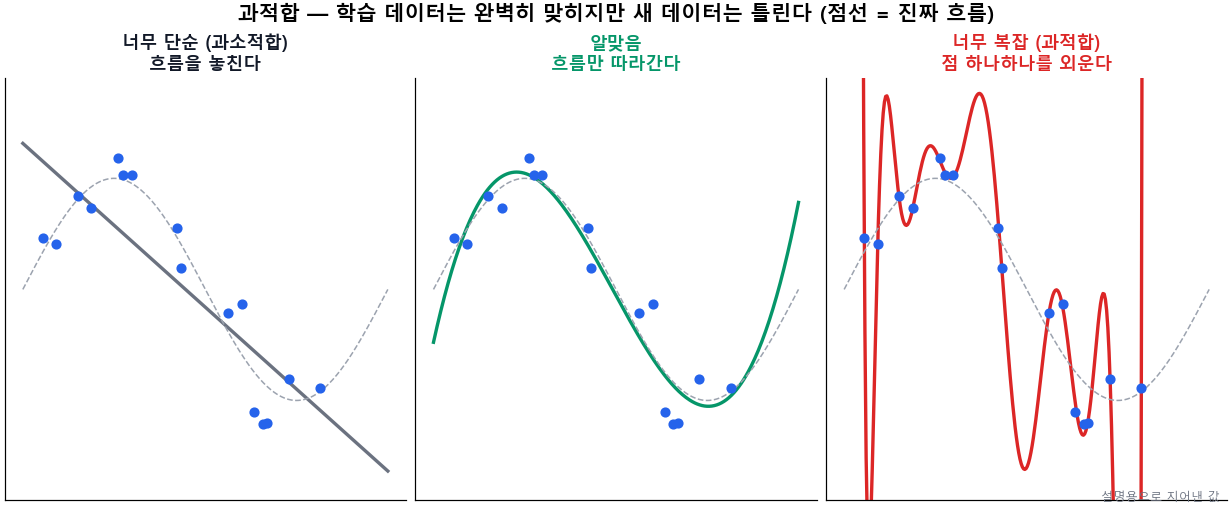 과적합 — 학습 데이터는 완벽히 맞히지만 새 데이터는 틀린다 (점선 = 진짜 흐름)
너무 단순 (과소적합)
흐름을 놓친다
알맞음
흐름만 따라간다
너무 복잡 (과적합)
점 하나하나를 외운다
설명용으로 지어낸 값